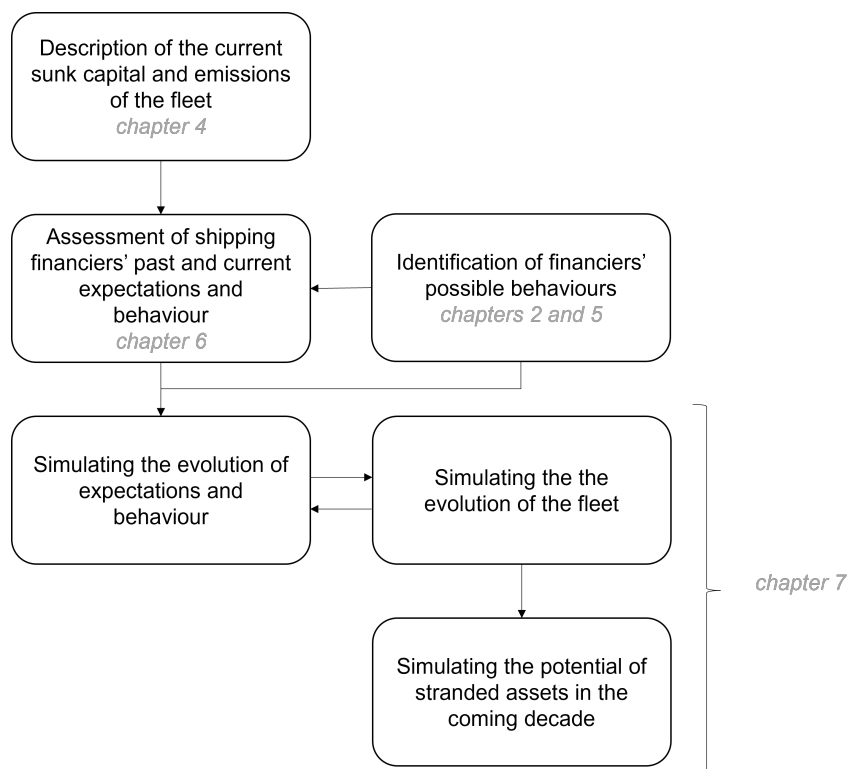 Description of the current
sunk capital and emissions
of the fleet
chapter 4
Assessment of shipping
financiers' past and current
expectations and
behaviour
chapter 6
Identification of financiers'
possible behaviours
chapters 2 and 5
Simulating the evolution of
expectations and
behaviour
Simulating the the
evolution of the fleet
chapter 7
Simulating the potential of
stranded assets in the
coming decade